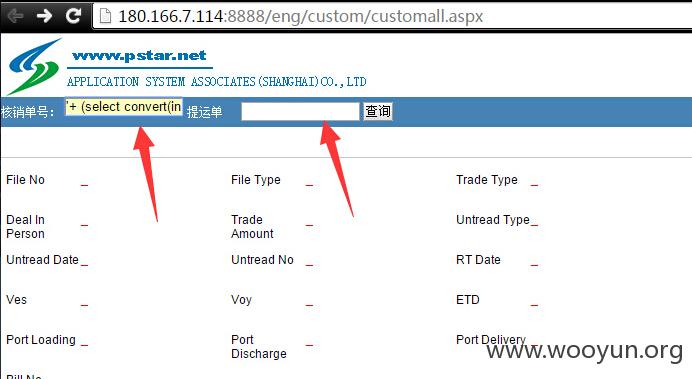 180.166.7.114:8888/eng/custom/customall.aspx
www.pstar.net
APPLICATION SYSTEM ASSOCIATES(SHANGHAI)CO.,LTD
核销单号: '+ (select convert(in 提运单 查询
File No _ File Type _ Trade Type _
Deal In Person _ Trade Amount _ Untread Type _
Untread Date _ Untread No _ RT Date _
Ves _ Voy _ ETD _
Port Loading _ Port Discharge _ Port Delivery _
www.wooyun.org
Bill No